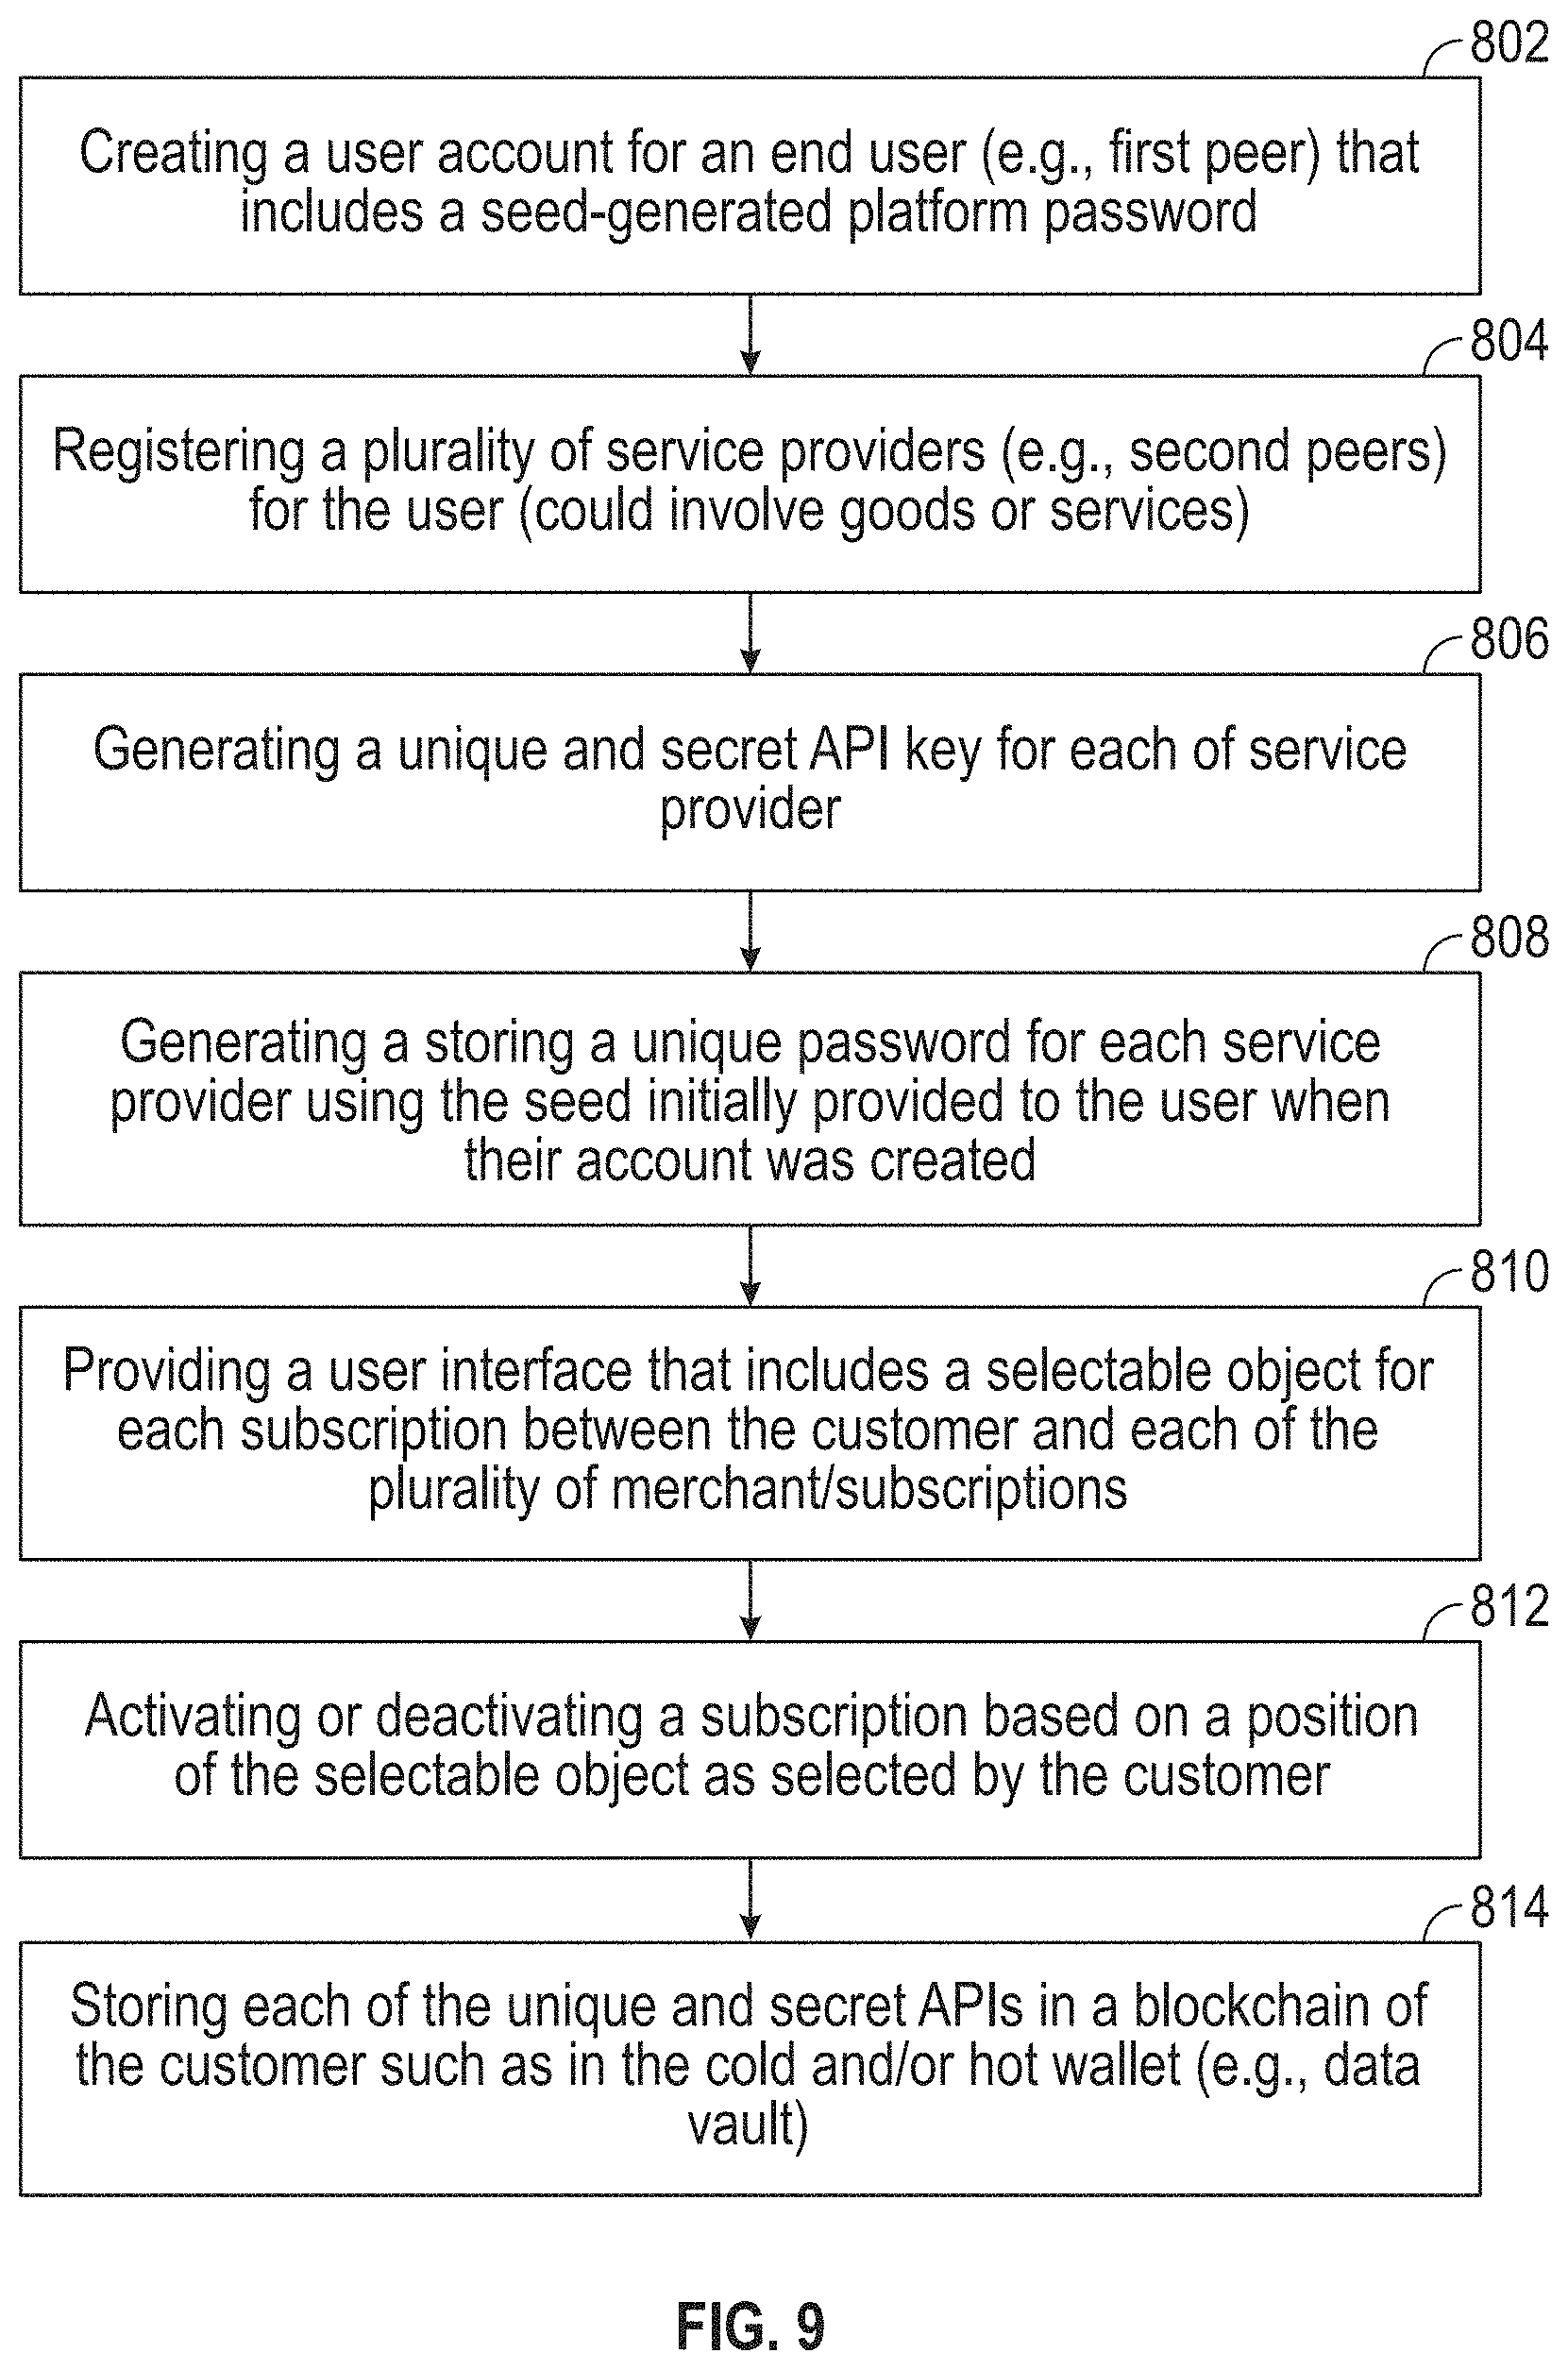 802
Creating a user account for an end user (e.g., first peer) that
includes a seed-generated platform password
804
Registering a plurality of service providers (e.g., second peers)
for the user (could involve goods or services)
806
Generating a unique and secret API key for each of service
provider
808
Generating a storing a unique password for each service
provider using the seed initially provided to the user when
their account was created
810
Providing a user interface that includes a selectable object for
each subscription between the customer and each of the
plurality of merchant/subscriptions
812
Activating or deactivating a subscription based on a position
of the selectable object as selected by the customer
814
Storing each of the unique and secret APIs in a blockchain of
the customer such as in the cold and/or hot wallet (e.g., data
vault)
FIG. 9